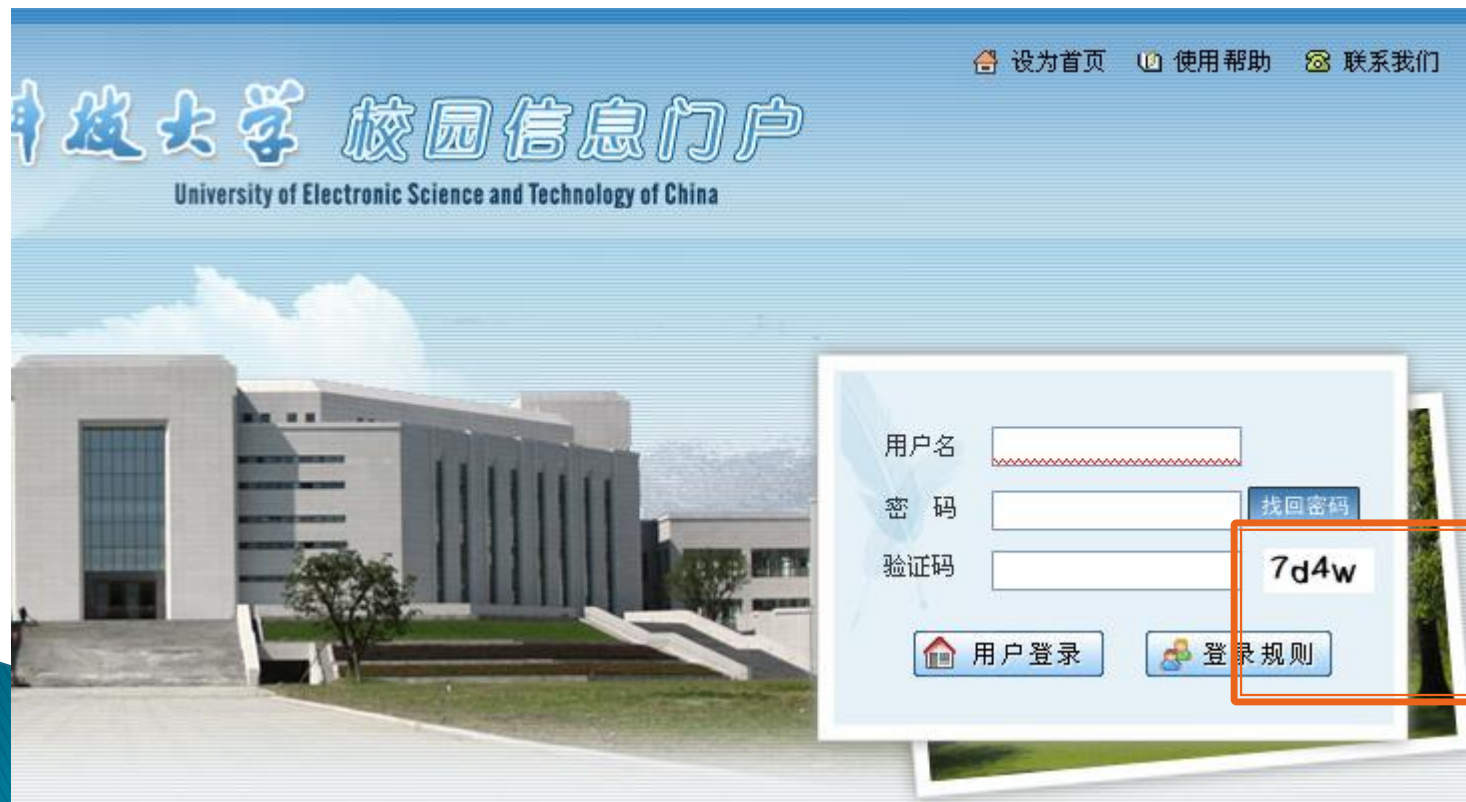 设为首页 使用帮助 联系我们
科技大学 校园信息门户
University of Electronic Science and Technology of China
用户名
密 码 找回密码
验证码 7d4w
用户登录 登录规则